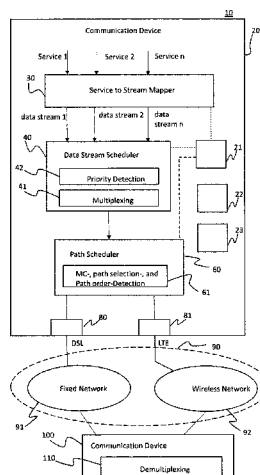 10
Communication Device
20
Service 1
Service 2
Service n
30
Service to Stream Mapper
data stream 1
data stream 2
data stream n
40
Data Stream Scheduler
21
42
Priority Detection
41
Multiplexing
22
23
Path Scheduler
60
MC-, path selection-, and
Path order-Detection
61
80
81
DSL
LTE
90
Fixed Network
Wireless Network
91
92
100
Communication Device
110
Demultiplexing